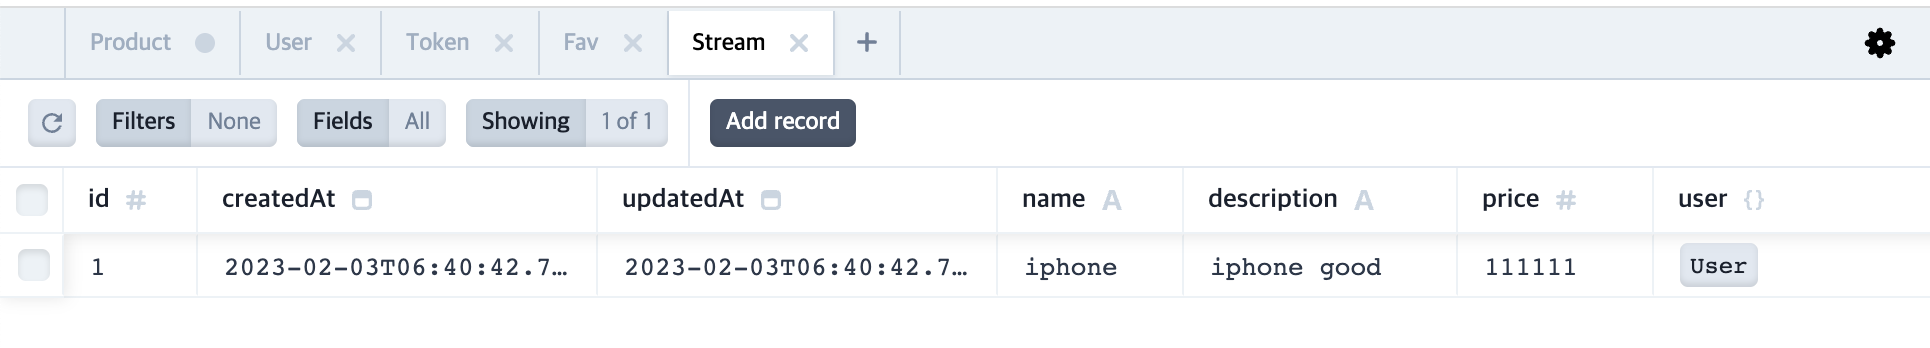 Product User Token Fav Stream +
Filters None Fields All Showing 1 of 1 Add record
id # createdAt updatedAt name A description A price # user {}
1 2023-02-03T06:40:42.7… 2023-02-03T06:40:42.7… iphone iphone good 111111 User